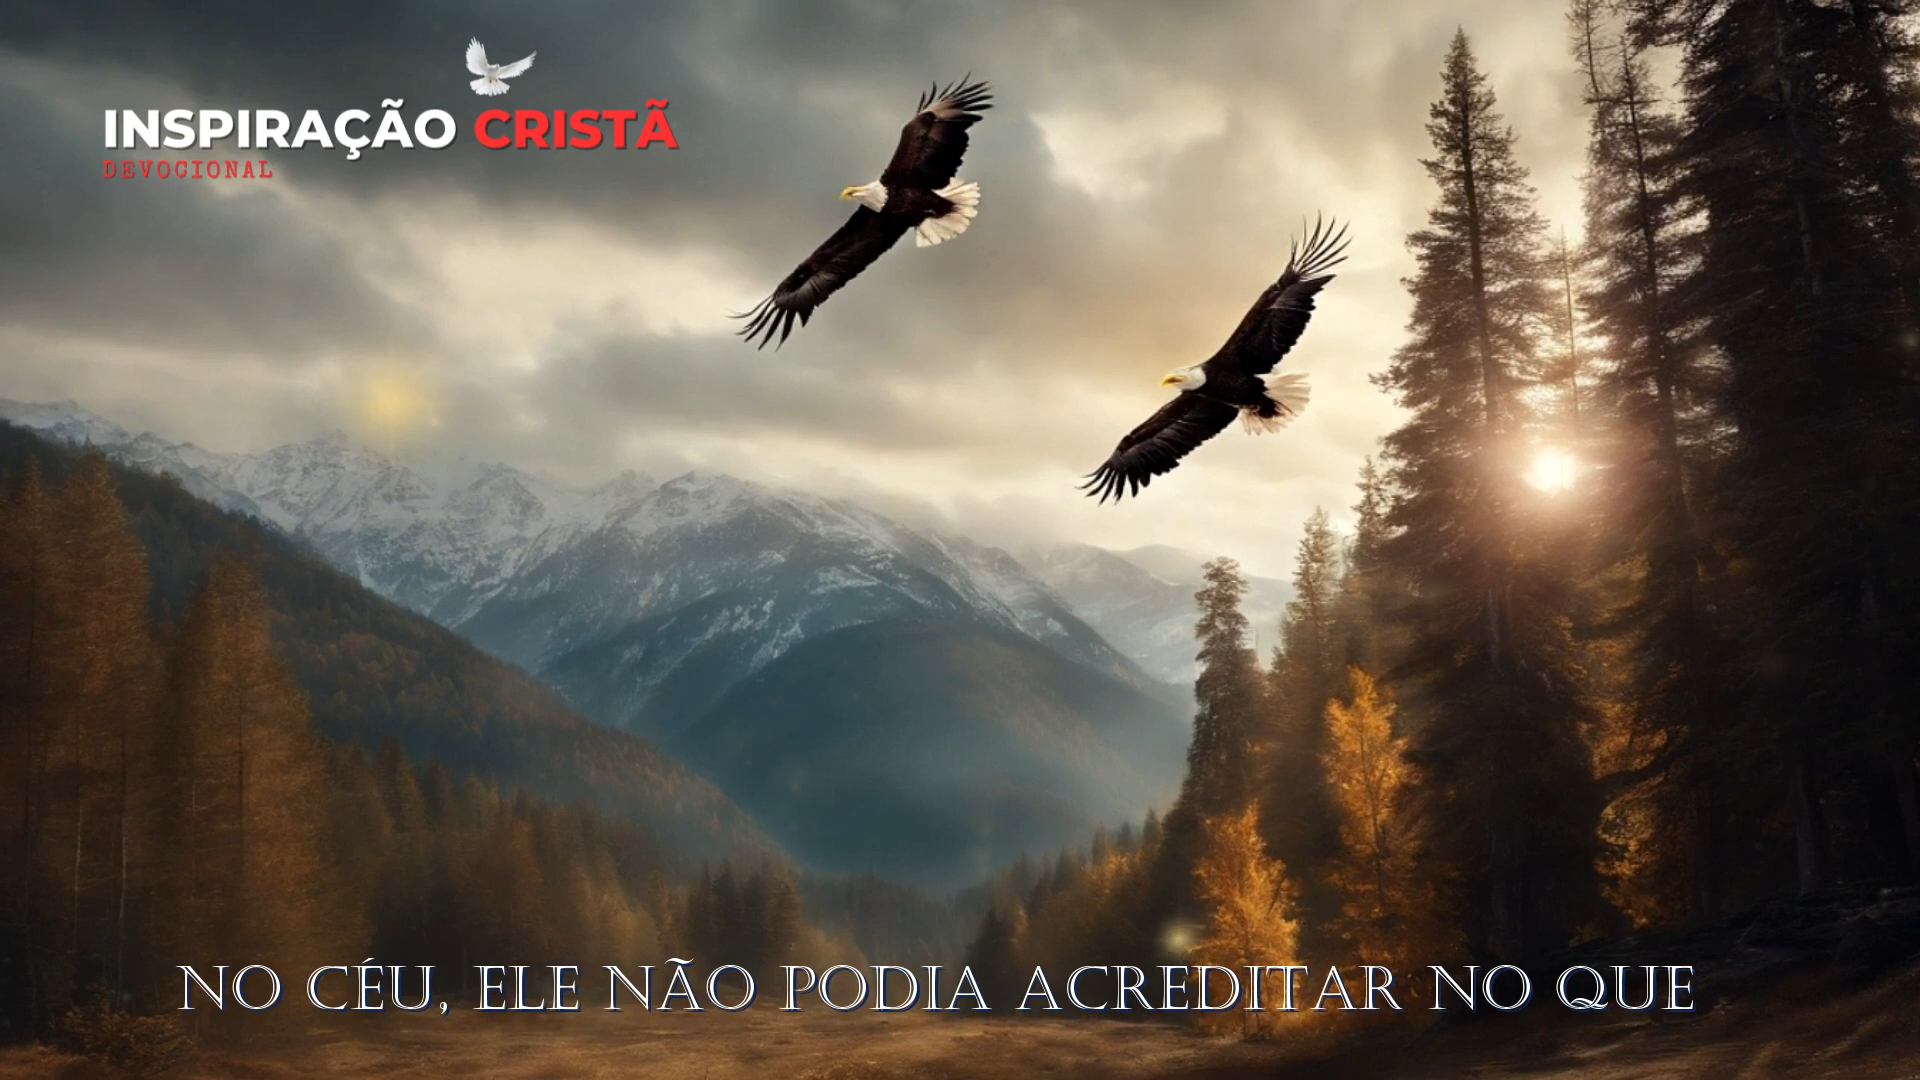 INSPIRAÇÃO CRISTÃ
DEVOCIONAL
NO CÉU, ELE NÃO PODIA ACREDITAR NO QUE